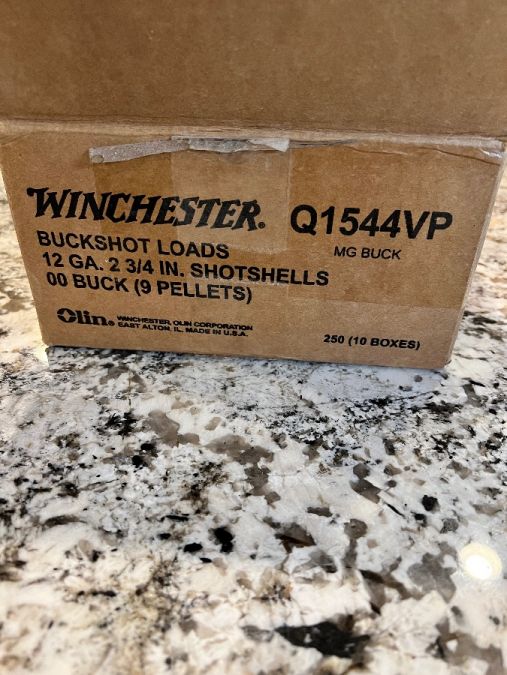 WINCHESTER® Q1544VP
MG BUCK
BUCKSHOT LOADS
12 GA. 2 3/4 IN. SHOTSHELLS
00 BUCK (9 PELLETS)
Olin® WINCHESTER, OLIN CORPORATION
EAST ALTON, IL, MADE IN U.S.A.
250 (10 BOXES)